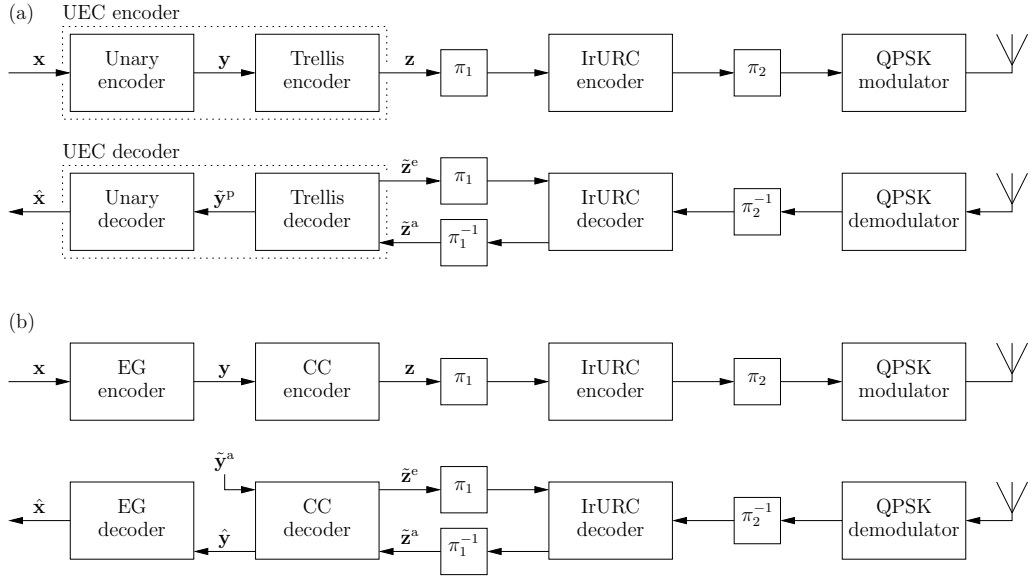 (a)
UEC encoder
x
Unary encoder
y
Trellis encoder
z
π₁
IrURC encoder
π₂
QPSK modulator
UEC decoder
x̂
Unary decoder
ỹᵖ
Trellis decoder
z̃ᵉ
π₁
z̃ᵃ
π₁⁻¹
IrURC decoder
π₂⁻¹
QPSK demodulator
(b)
x
EG encoder
y
CC encoder
z
π₁
IrURC encoder
π₂
QPSK modulator
x̂
EG decoder
ỹᵃ
ŷ
CC decoder
z̃ᵉ
π₁
z̃ᵃ
π₁⁻¹
IrURC decoder
π₂⁻¹
QPSK demodulator